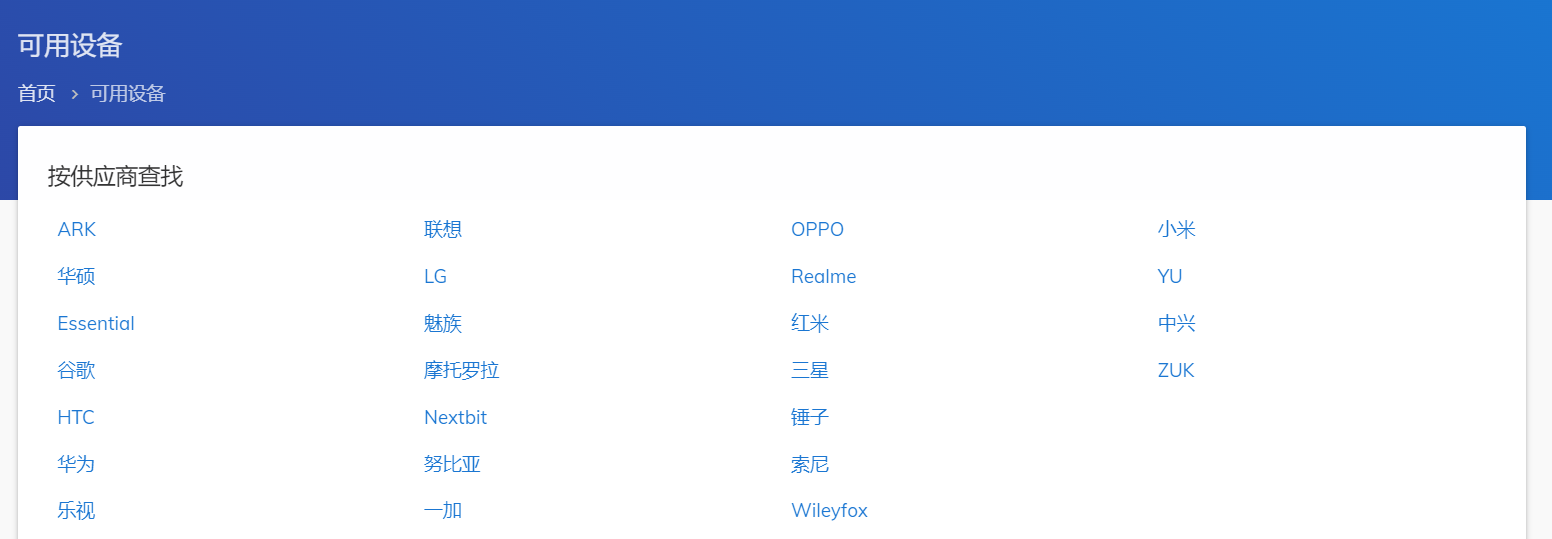 可用设备
首页 > 可用设备
按供应商查找
ARK
华硕
Essential
谷歌
HTC
华为
乐视
联想
LG
魅族
摩托罗拉
Nextbit
努比亚
一加
OPPO
Realme
红米
三星
锤子
索尼
Wileyfox
小米
YU
中兴
ZUK